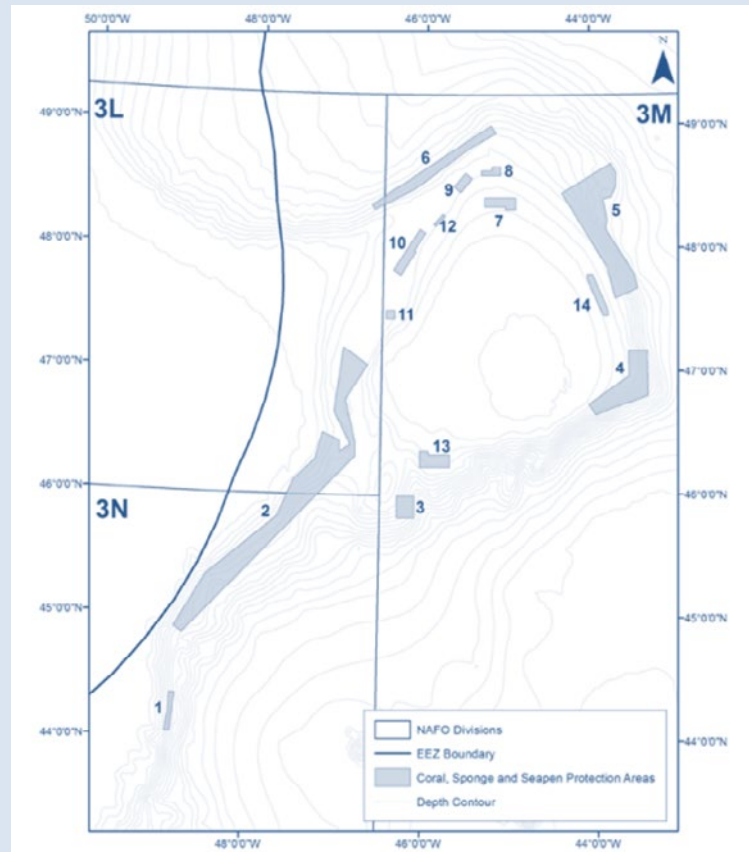 50°0'0"W 48°0'0"W 46°0'0"W 44°0'0"W
N
49°0'0"N
3L
3M
49°0'0"N
6
8
9
5
7
12
48°0'0"N
10
48°0'0"N
14
11
47°0'0"N
4
47°0'0"N
13
46°0'0"N
3N
2
3
46°0'0"N
45°0'0"N
45°0'0"N
1
44°0'0"N
44°0'0"N
NAFO Divisions
EEZ Boundary
Coral, Sponge and Seapen Protection Areas
Depth Contour
48°0'0"W 46°0'0"W 44°0'0"W